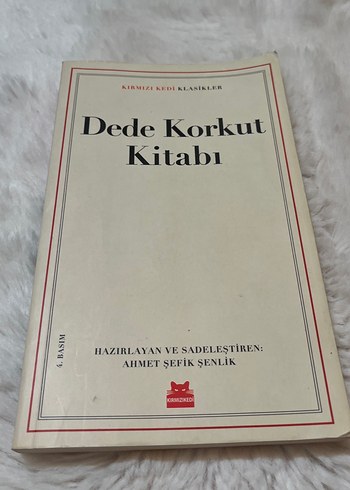 KIRMIZI KEDİ KLASİKLER
Dede Korkut
Kitabı
4. BASIM
HAZIRLAYAN VE SADELEŞTİREN:
AHMET ŞEFİK ŞENLİK
KIRMIZIKEDİ